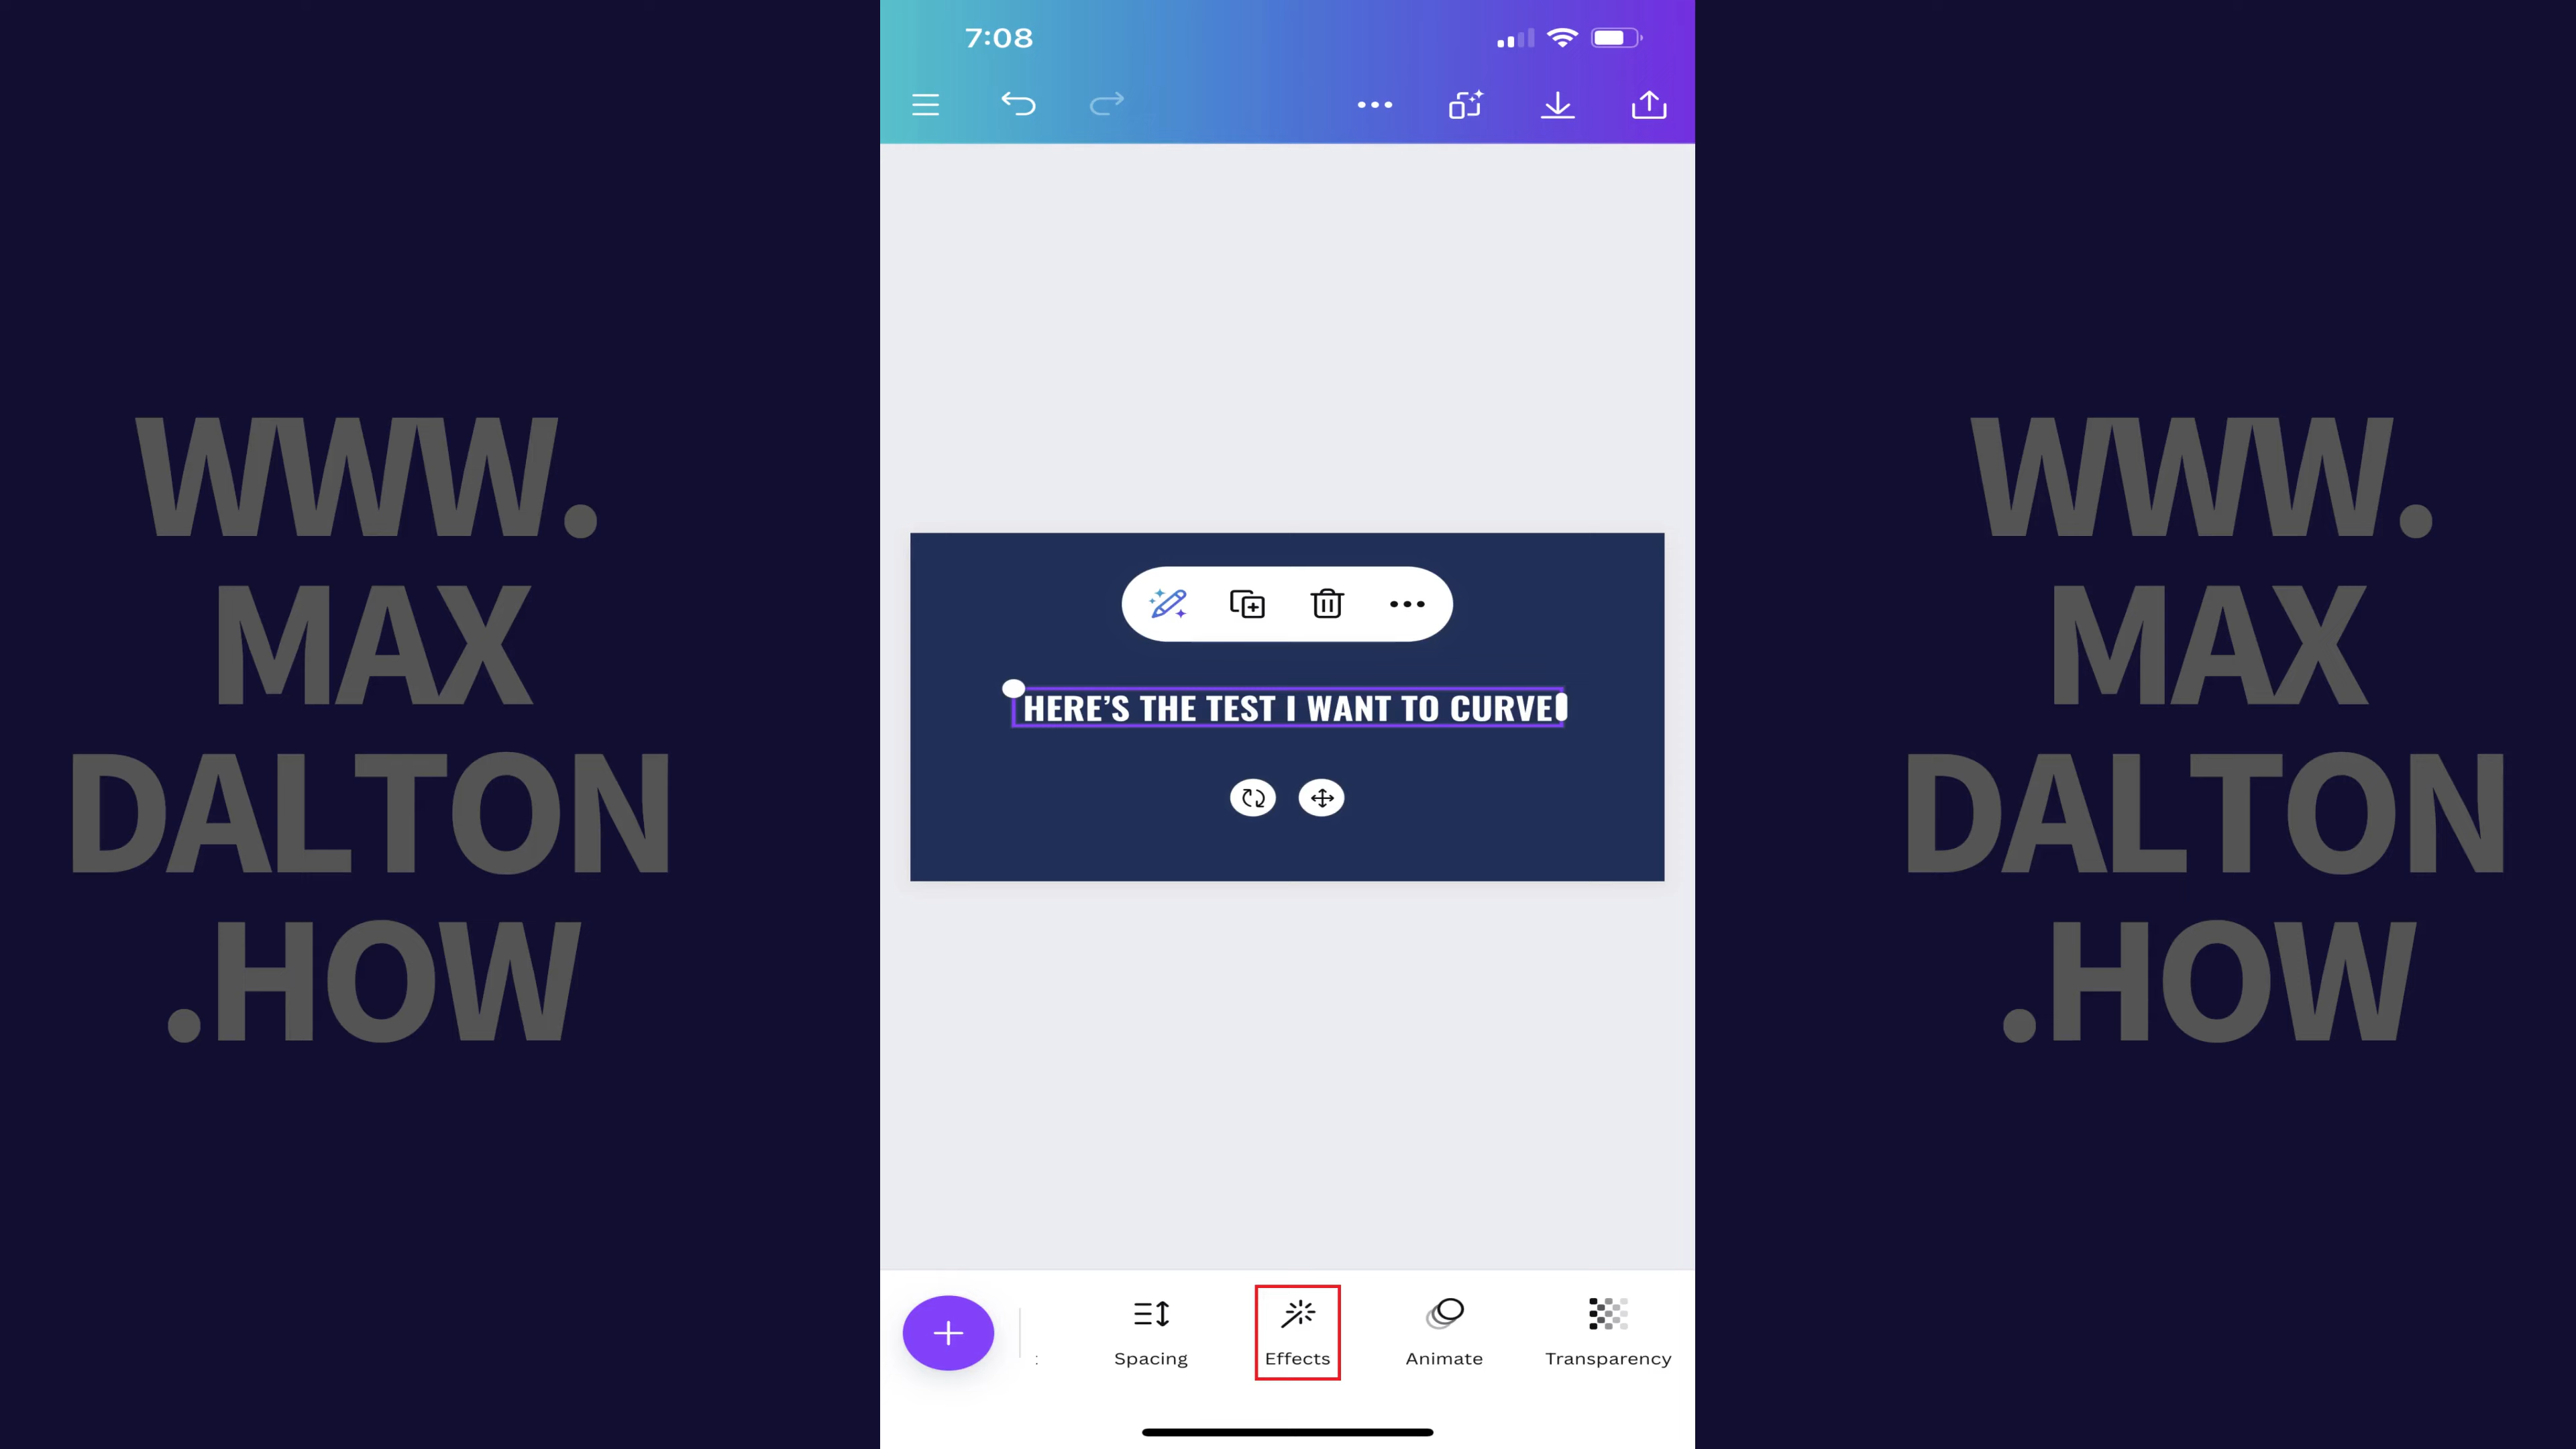 7:08
WWW.
MAX
DALTON
.HOW
HERE’S THE TEST I WANT TO CURVE
WWW.
MAX
DALTON
.HOW
Spacing
Effects
Animate
Transparency